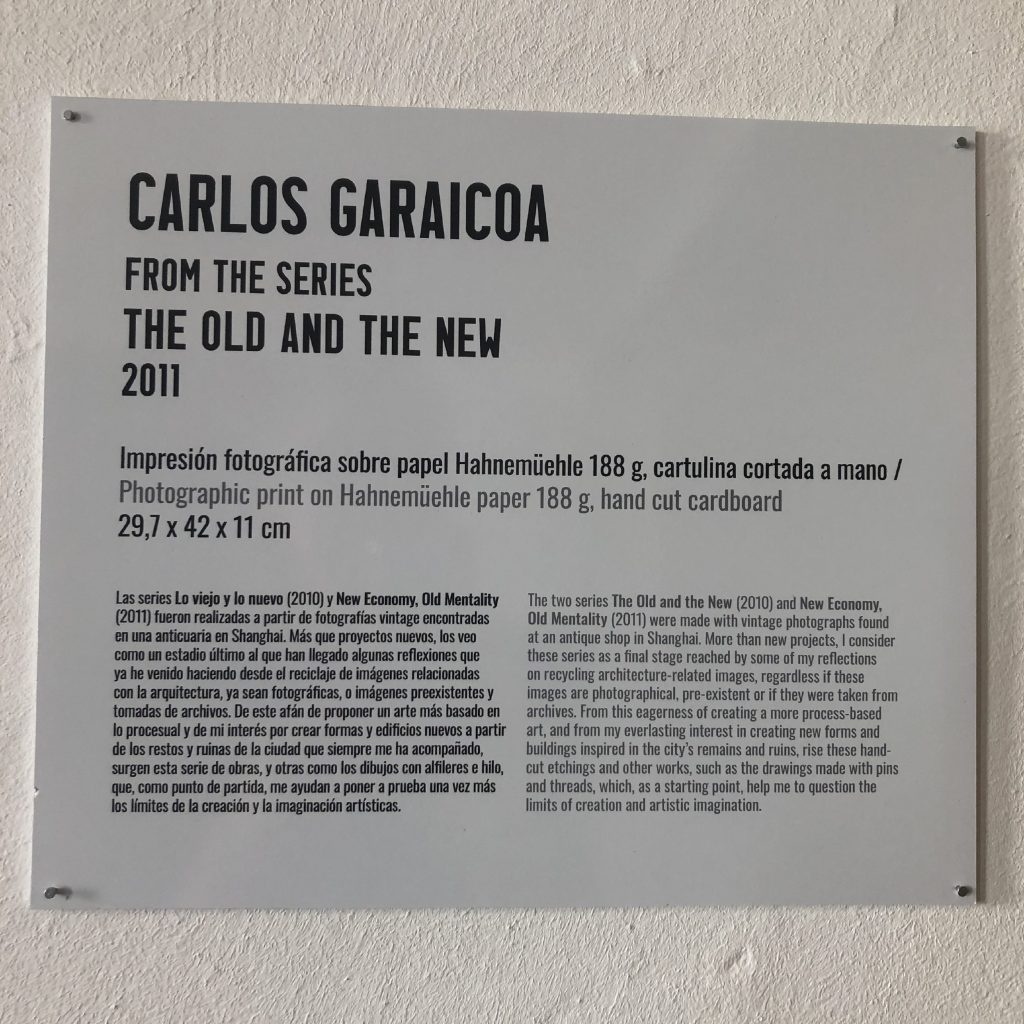 CARLOS GARAICOA
FROM THE SERIES
THE OLD AND THE NEW
2011
Impresión fotográfica sobre papel Hahnemüehle 188 g, cartulina cortada a mano /
Photographic print on Hahnemüehle paper 188 g, hand cut cardboard
29,7 x 42 x 11 cm
Las series Lo viejo y lo nuevo (2010) y New Economy, Old Mentality
(2011) fueron realizadas a partir de fotografías vintage encontradas
en una anticuaria en Shanghai. Más que proyectos nuevos, los veo
como un estadio último al que han llegado algunas reflexiones que
ya he venido haciendo desde el reciclaje de imágenes relacionadas
con la arquitectura, ya sean fotográficas, o imágenes preexistentes y
tomadas de archivos. De este afán de proponer un arte más basado en
lo procesual y de mi interés por crear formas y edificios nuevos a partir
de los restos y ruinas de la ciudad que siempre me ha acompañado,
surgen esta serie de obras, y otras como los dibujos con alfileres e hilo,
que, como punto de partida, me ayudan a poner a prueba una vez más
los límites de la creación y la imaginación artísticas.
The two series The Old and the New (2010) and New Economy,
Old Mentality (2011) were made with vintage photographs found
at an antique shop in Shanghai. More than new projects, I consider
these series as a final stage reached by some of my reflections
on recycling architecture-related images, regardless if these
images are photographical, pre-existent or if they were taken from
archives. From this eagerness of creating a more process-based
art, and from my everlasting interest in creating new forms and
buildings inspired in the city's remains and ruins, rise these hand-
cut etchings and other works, such as the drawings made with pins
and threads, which, as a starting point, help me to question the
limits of creation and artistic imagination.